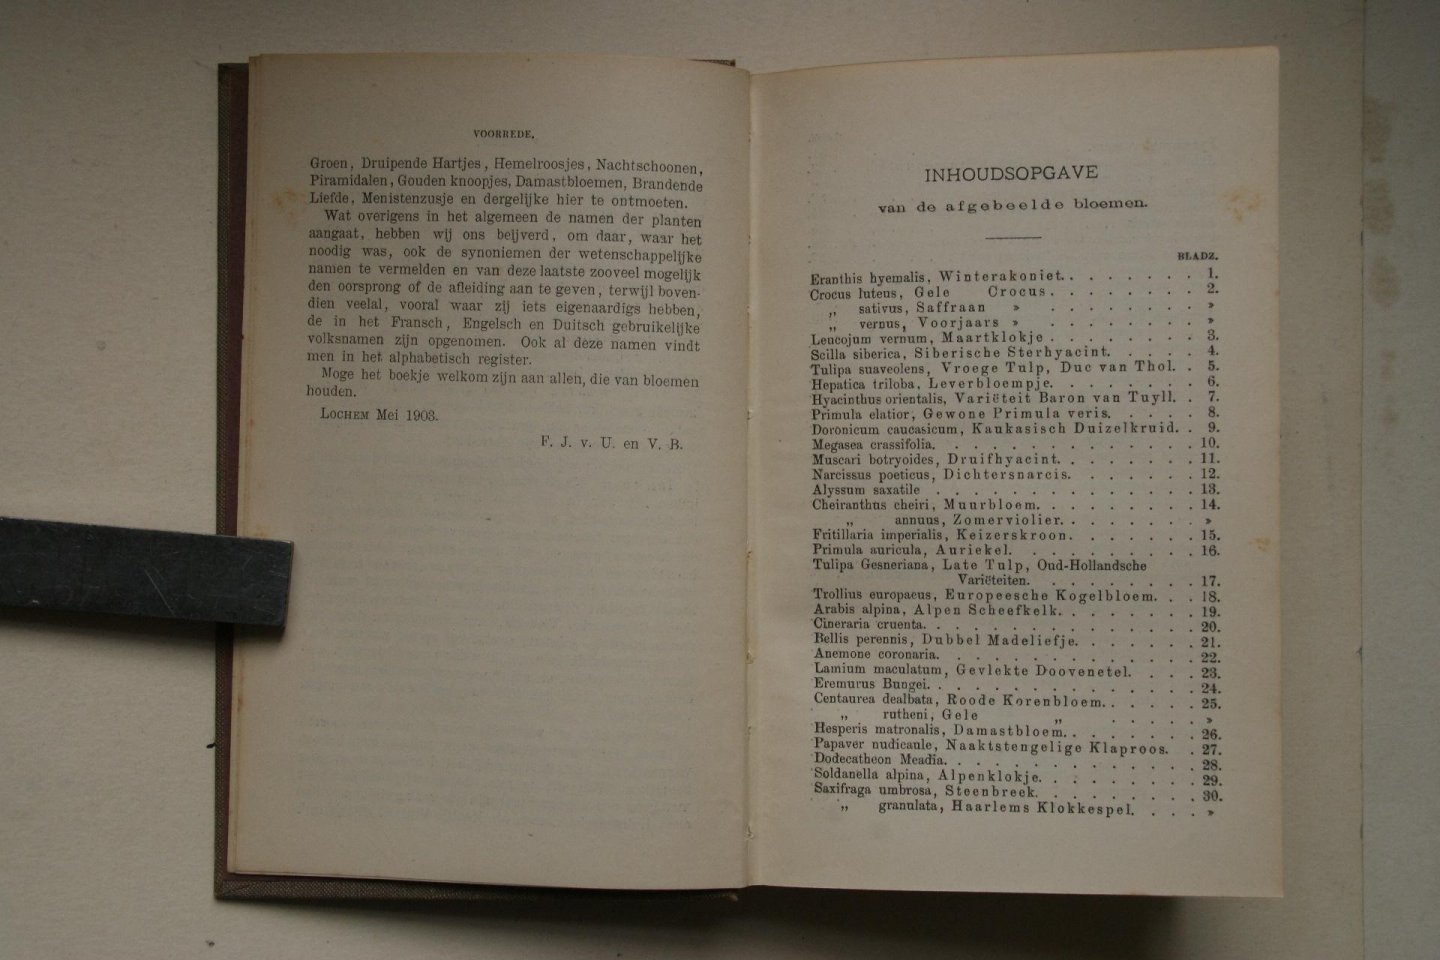 VOORREDE.
Groen, Druipende Hartjes, Hemelroosjes, Nachtschoonen,
Piramidalen, Gouden knoopjes, Damastbloemen, Brandende
Liefde, Menistenzusje en dergelijke hier te ontmoeten.
Wat overigens in het algemeen de namen der planten
aangaat, hebben wij ons beijverd, om daar, waar het
noodig was, ook de synoniemen der wetenschappelijke
namen te vermelden en van deze laatste zooveel mogelijk
den oorsprong of de afleiding aan te geven, terwijl boven-
dien veelal, vooral waar zij iets eigenaardigs hebben,
de in het Fransch, Engelsch en Duitsch gebruikelijke
volksnamen zijn opgenomen. Ook al deze namen vindt
men in het alphabetisch register.
Moge het boekje welkom zijn aan allen, die van bloemen
houden.
LOCHEM Mei 1903.
F. J. v. U. en V. B.
INHOUDSOPGAVE
van de afgebeelde bloemen.
BLADZ.
Eranthis hyemalis, Winterakoniet. . . . . . . . 1.
Crocus luteus, Gele Crocus . . . . . . . . 2.
„ sativus, Saffraan » . . . . . . . . »
„ vernus, Voorjaars » . . . . . . . . »
Leucojum vernum, Maartklokje . . . . . . . . 3.
Scilla siberica, Siberische Sterhyacint. . . . . 4.
Tulipa suaveolens, Vroege Tulp, Duc van Thol. . 5.
Hepatica triloba, Leverbloempje. . . . . . . . 6.
Hyacinthus orientalis, Variëteit Baron van Tuyll. . 7.
Primula elatior, Gewone Primula veris. . . . . 8.
Doronicum caucasicum, Kaukasisch Duizelkruid. . 9.
Megasea crassifolia. . . . . . . . . . . . . 10.
Muscari botryoides, Druifhyacint. . . . . . . . 11.
Narcissus poeticus, Dichtersnarcis. . . . . . . 12.
Alyssum saxatile . . . . . . . . . . . . . 13.
Cheiranthus cheiri, Muurbloem. . . . . . . . . 14.
„ annuus, Zomerviolier. . . . . . . . »
Fritillaria imperialis, Keizerskroon. . . . . . . 15.
Primula auricula, Auriekel. . . . . . . . . . 16.
Tulipa Gesneriana, Late Tulp, Oud-Hollandsche
Variëteiten. . . . . . . . . 17.
Trollius europaeus, Europeesche Kogelbloem. . . 18.
Arabis alpina, Alpen Scheefkelk. . . . . . . . 19.
Cineraria cruenta. . . . . . . . . . . . . . 20.
Bellis perennis, Dubbel Madeliefje. . . . . . . 21.
Anemone coronaria. . . . . . . . . . . . . 22.
Lamium maculatum, Gevlekte Doovenetel. . . . 23.
Eremurus Bungei. . . . . . . . . . . . . . 24.
Centaurea dealbata, Roode Korenbloem. . . . . . 25.
„ rutheni, Gele „ . . . . . »
Hesperis matronalis, Damastbloem. . . . . . . . 26.
Papaver nudicaule, Naaktstengelige Klaproos. . 27.
Dodecatheon Meadia. . . . . . . . . . . . . 28.
Soldanella alpina, Alpenklokje. . . . . . . . . 29.
Saxifraga umbrosa, Steenbreek. . . . . . . . . 30.
„ granulata, Haarlems Klokkespel. . . . »